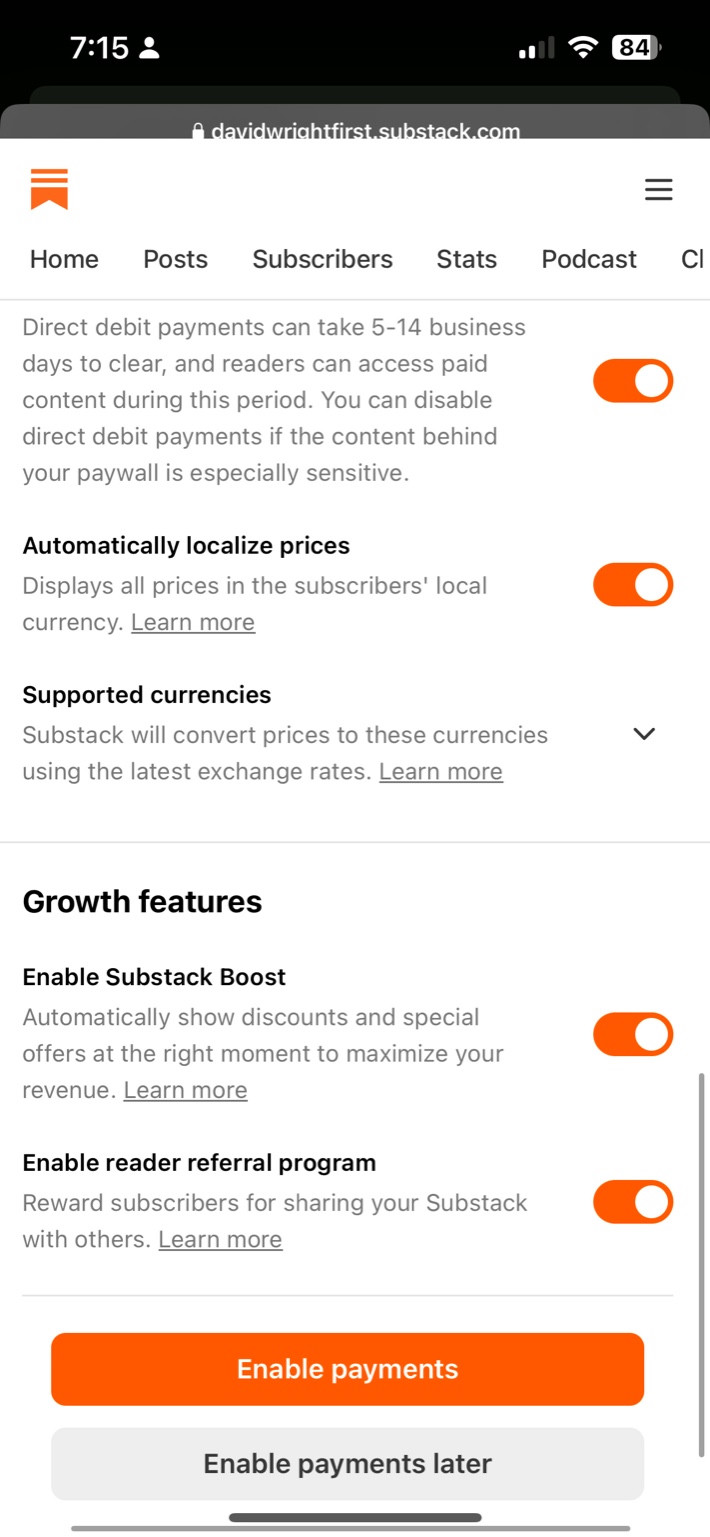 7:15
84
davidwrightfirst.substack.com
Home Posts Subscribers Stats Podcast
Direct debit payments can take 5-14 business
days to clear, and readers can access paid
content during this period. You can disable
direct debit payments if the content behind
your paywall is especially sensitive.
Automatically localize prices
Displays all prices in the subscribers' local
currency. Learn more
Supported currencies
Substack will convert prices to these currencies
using the latest exchange rates. Learn more
Growth features
Enable Substack Boost
Automatically show discounts and special
offers at the right moment to maximize your
revenue. Learn more
Enable reader referral program
Reward subscribers for sharing your Substack
with others. Learn more
Enable payments
Enable payments later